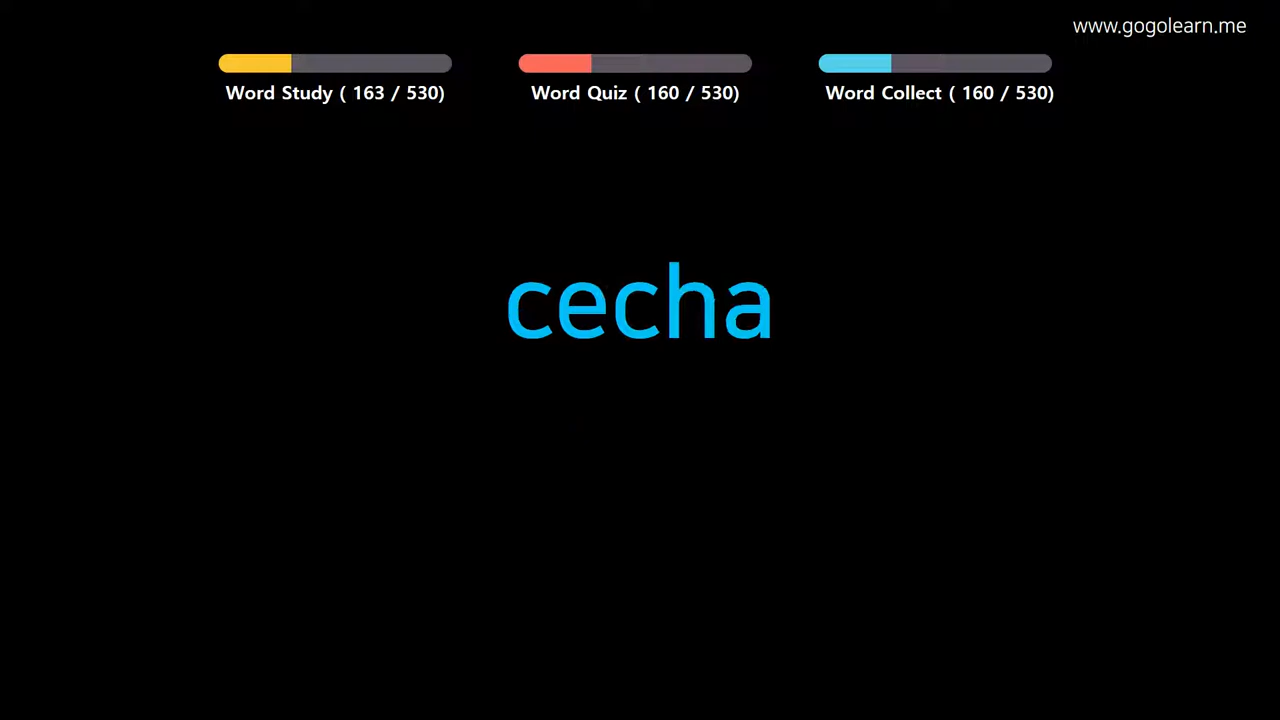 www.gogolearn.me
Word Study ( 163 / 530)
Word Quiz ( 160 / 530)
Word Collect ( 160 / 530)
cecha